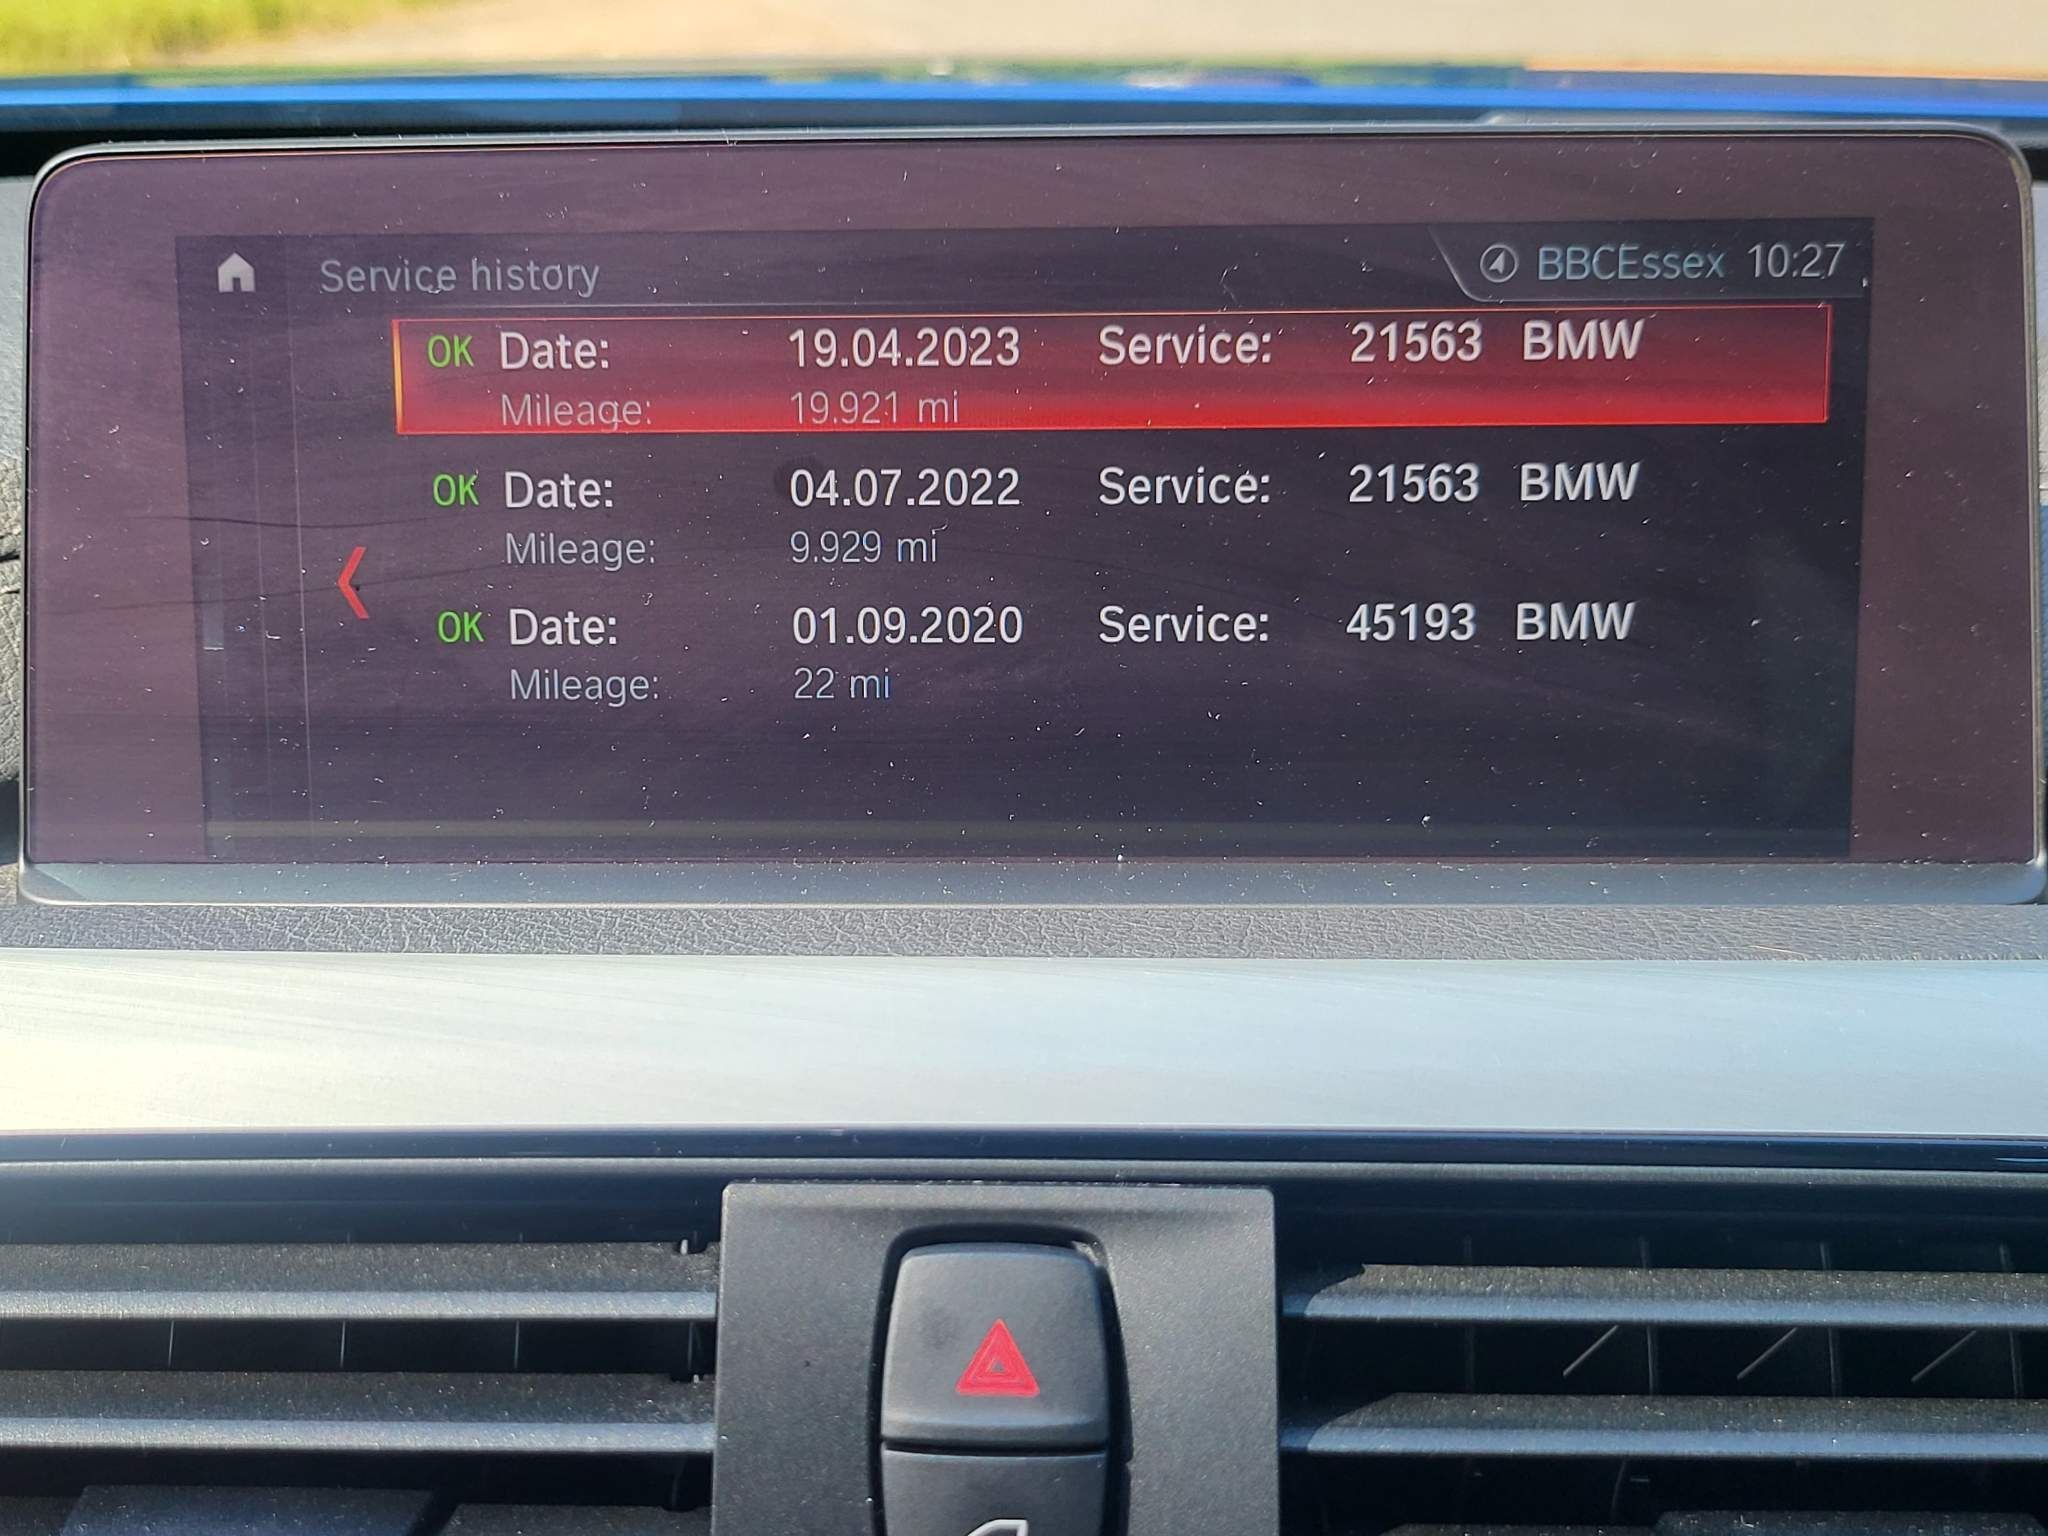 Service history BBCEssex 10:27
OK Date: 19.04.2023 Service: 21563 BMW
Mileage: 19.921 mi
OK Date: 04.07.2022 Service: 21563 BMW
Mileage: 9.929 mi
OK Date: 01.09.2020 Service: 45193 BMW
Mileage: 22 mi